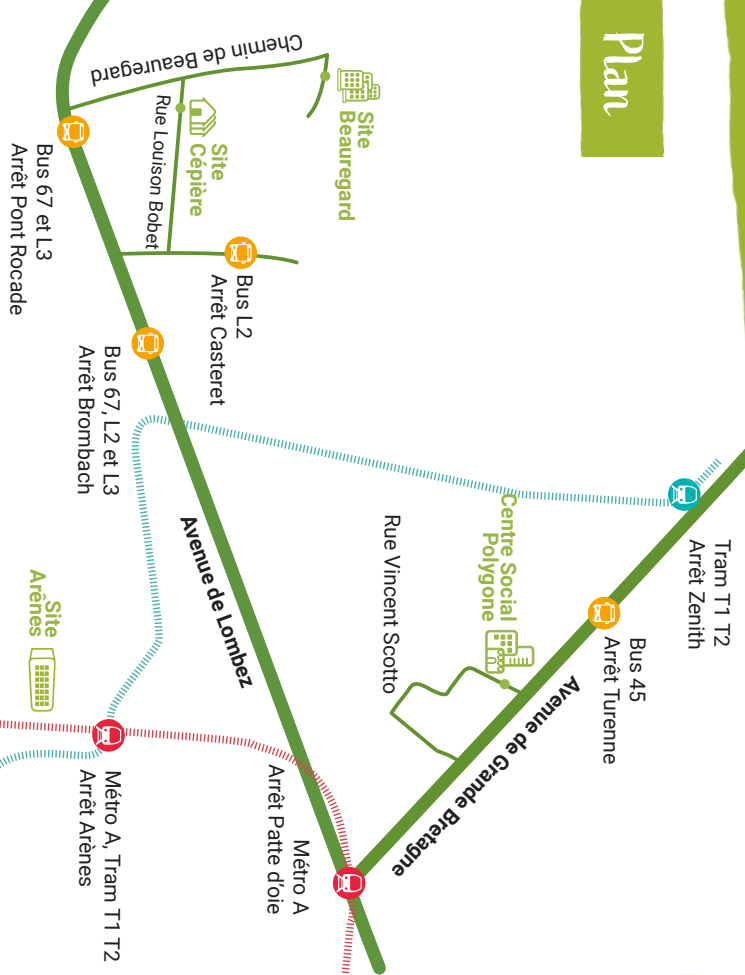 Plan
Tram T1 T2
Arrêt Zenith
Bus 45
Arrêt Turenne
Avenue de Grande Bretagne
Centre Social
Polygone
Rue Vincent Scotto
Site
Beauregard
Chemin de Beauregard
Site
Cépière
Rue Louison Bobet
Bus L2
Arrêt Casteret
Bus 67 et L3
Arrêt Pont Rocade
Bus 67, L2 et L3
Arrêt Brombach
Avenue de Lombez
Métro A
Arrêt Patte d'oie
Site
Arênes
Métro A, Tram T1 T2
Arrêt Arènes